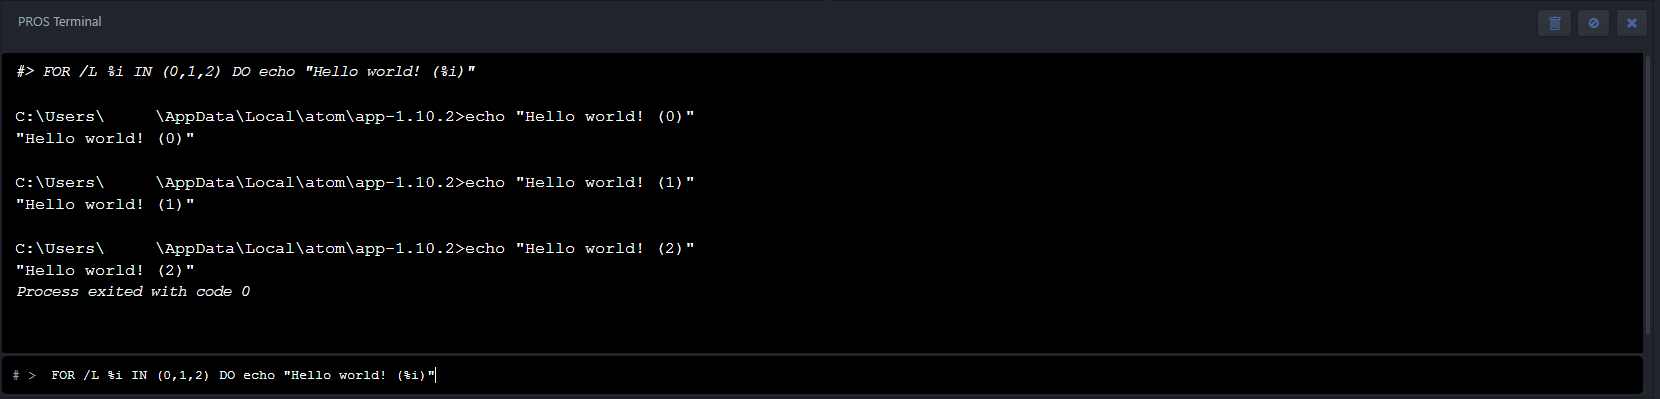 PROS Terminal
#> FOR /L %i IN (0,1,2) DO echo "Hello world! (%i)"
C:\Users\     \AppData\Local\atom\app-1.10.2>echo "Hello world! (0)"
"Hello world! (0)"
C:\Users\     \AppData\Local\atom\app-1.10.2>echo "Hello world! (1)"
"Hello world! (1)"
C:\Users\     \AppData\Local\atom\app-1.10.2>echo "Hello world! (2)"
"Hello world! (2)"
Process exited with code 0
# > FOR /L %i IN (0,1,2) DO echo "Hello world! (%i)"